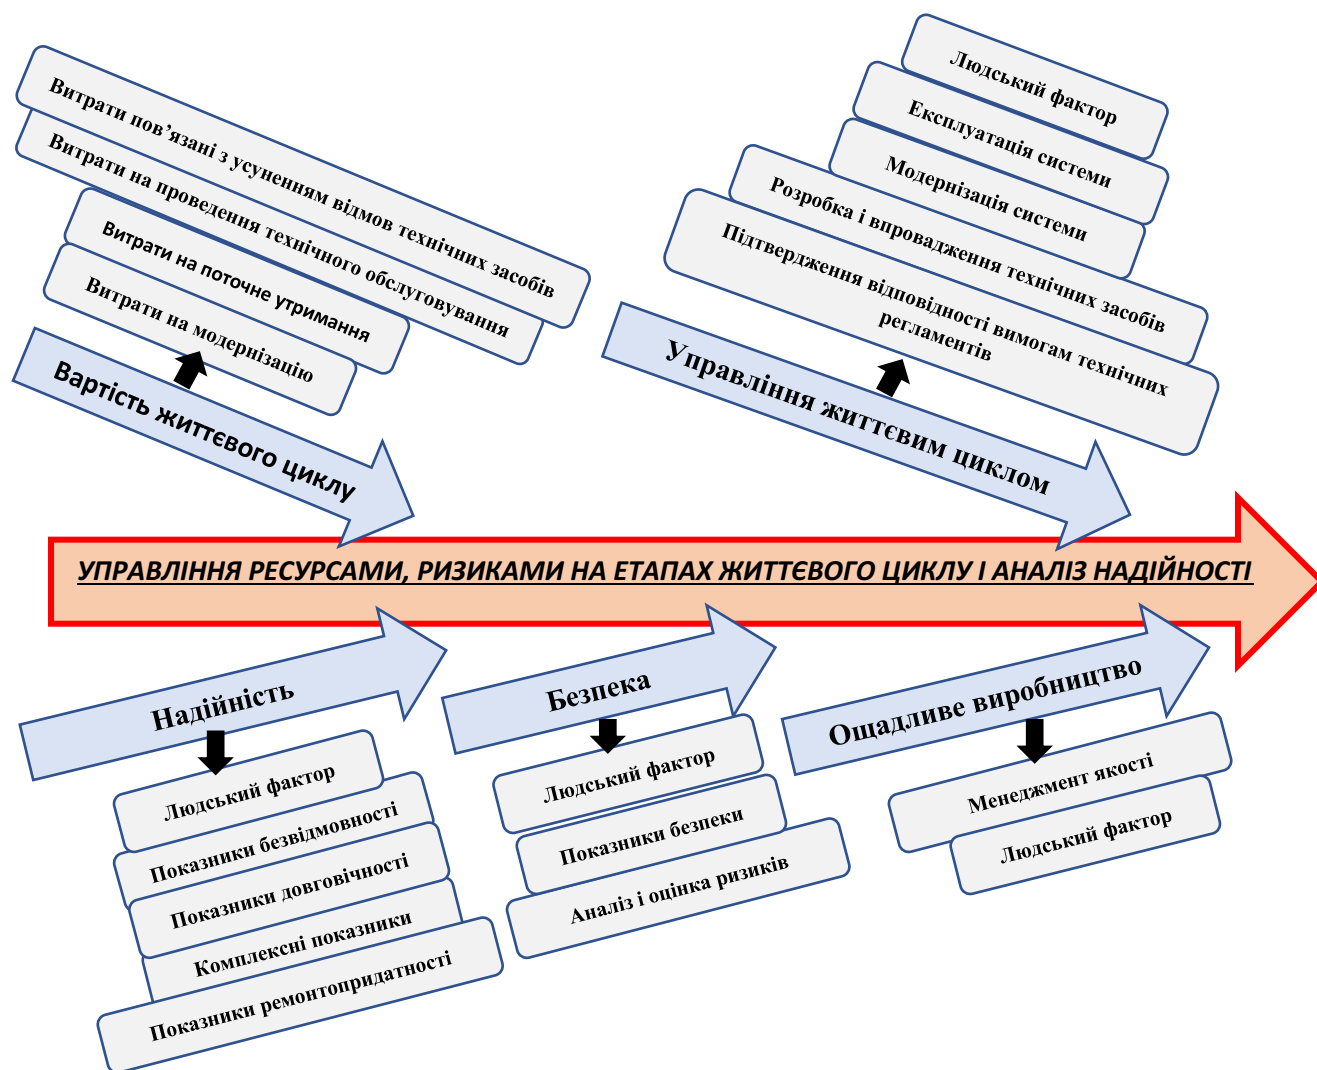 Витрати пов’язані з усуненням відмов технічних засобів
Витрати на проведення технічного обслуговування
Витрати на поточне утримання
Витрати на модернізацію
Вартість життєвого циклу
Людський фактор
Експлуатація системи
Модернізація системи
Розробка і впровадження технічних засобів
Підтвердження відповідності вимогам технічних
регламентів
Управління життєвим циклом
УПРАВЛІННЯ РЕСУРСАМИ, РИЗИКАМИ НА ЕТАПАХ ЖИТТЄВОГО ЦИКЛУ І АНАЛІЗ НАДІЙНОСТІ
Надійність
Людський фактор
Показники безвідмовності
Показники довговічності
Комплексні показники
Показники ремонтопридатності
Безпека
Людський фактор
Показники безпеки
Аналіз і оцінка ризиків
Ощадливе виробництво
Менеджмент якості
Людський фактор